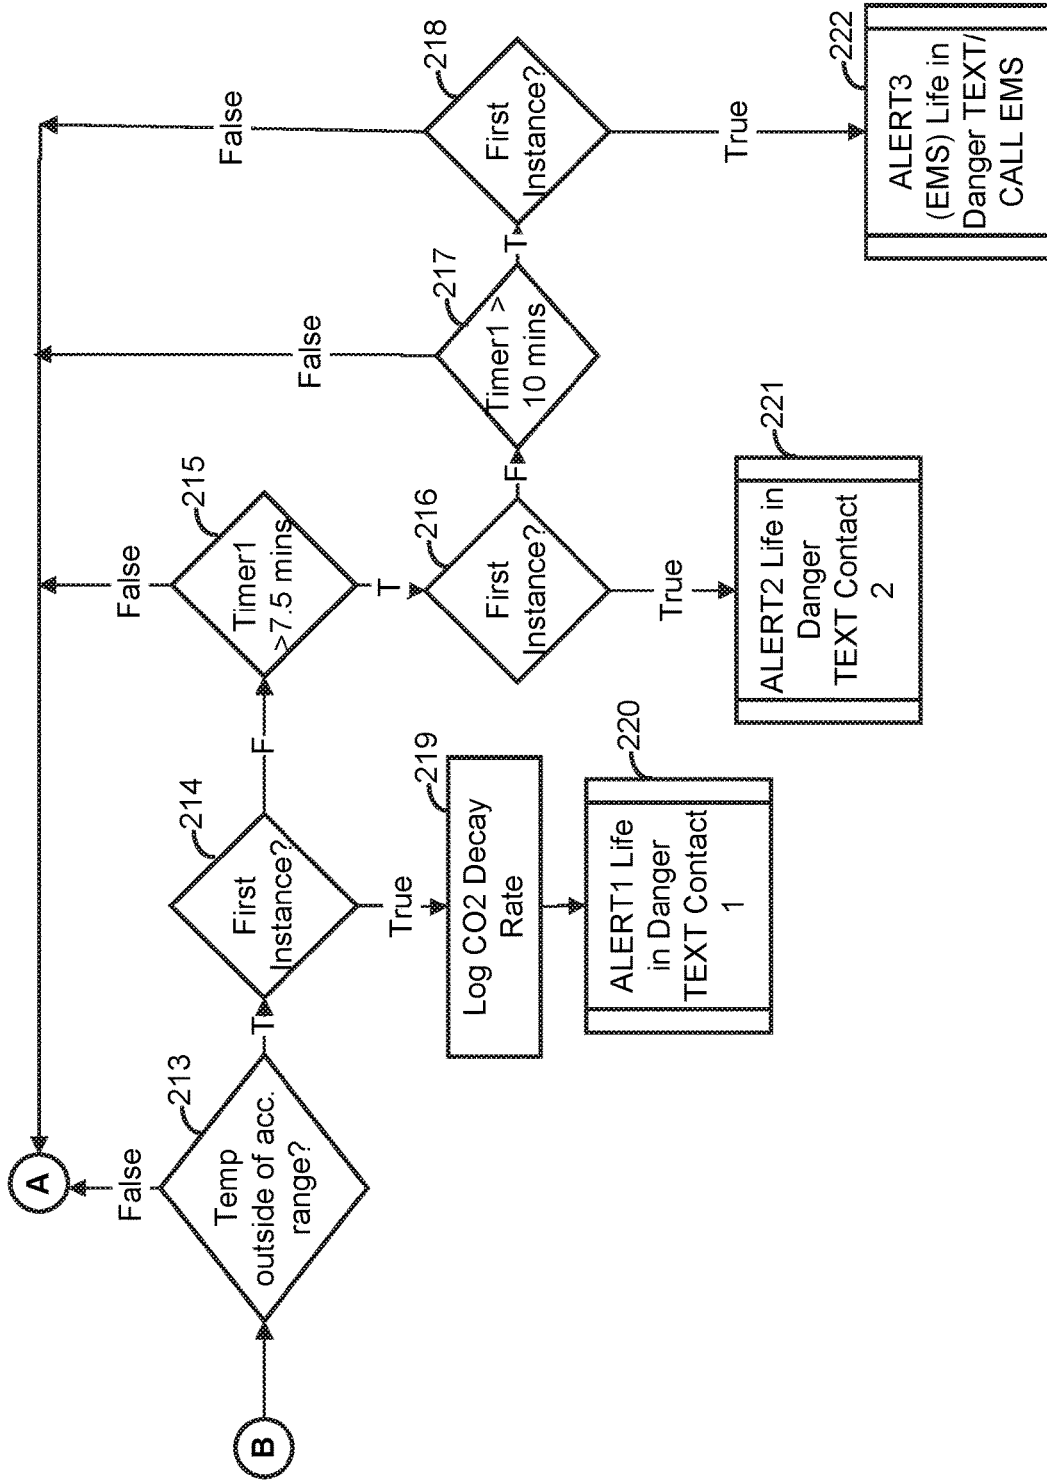 A
False
False
False
False
B
Temp
outside of acc.
range?
213
T
First
Instance?
214
F
Timer1
>7.5 mins
215
T
First
Instance?
216
F
Timer1 >
10 mins
217
T
First
Instance?
218
True
Log CO2 Decay
Rate
219
ALERT1 Life
in Danger
TEXT Contact
1
220
True
ALERT2 Life in
Danger
TEXT Contact
2
221
True
ALERT3
(EMS) Life in
Danger TEXT/
CALL EMS
222